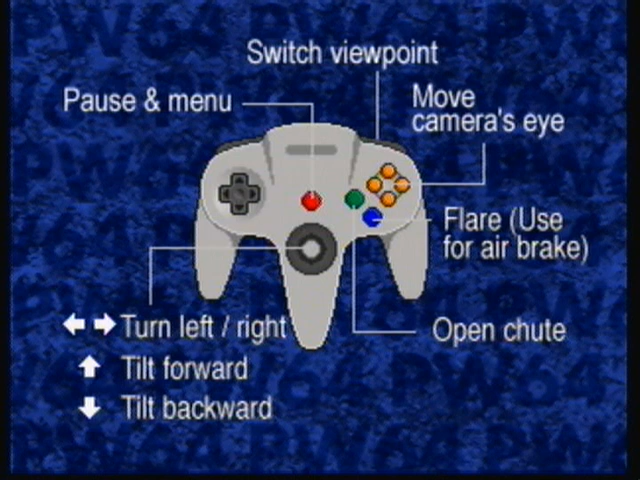 Switch viewpoint
Pause & menu
Move
camera's eye
Flare (Use
for air brake)
Turn left / right
Open chute
Tilt forward
Tilt backward